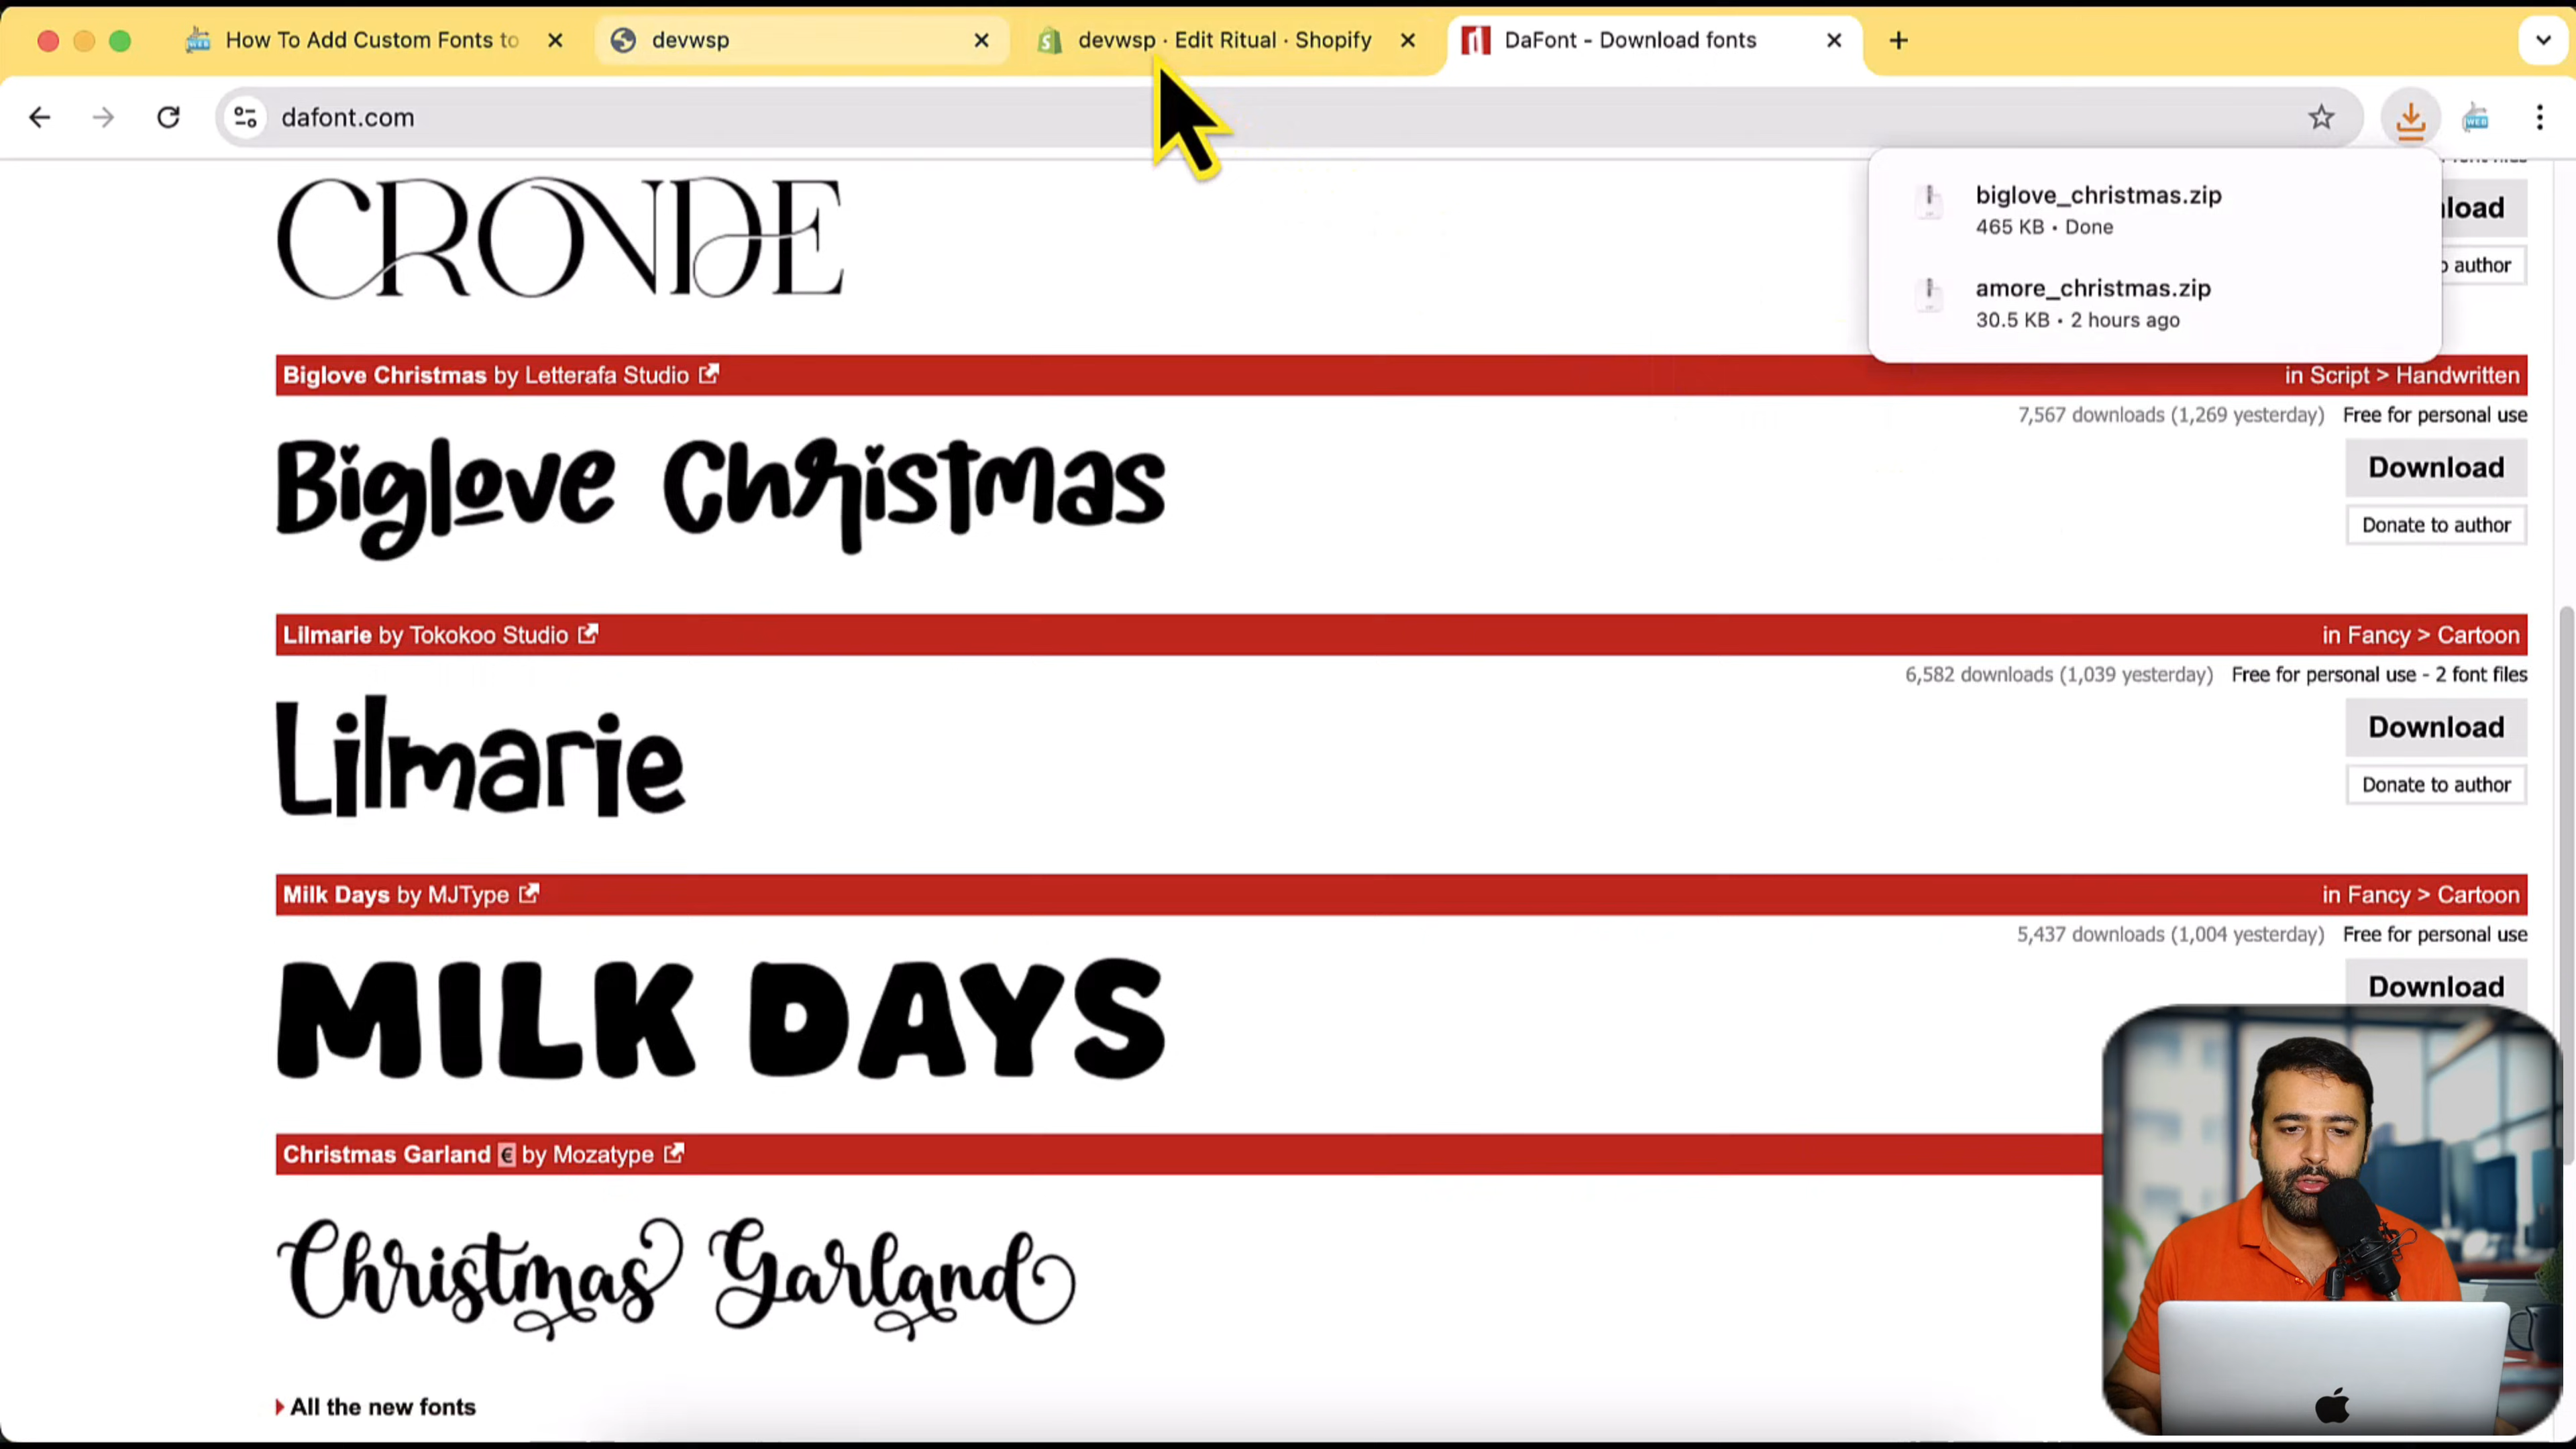 How To Add Custom Fonts to
devwsp
devwsp · Edit Ritual · Shopify
DaFont - Download fonts
dafont.com
WEB
CRONDE
biglove_christmas.zip
465 KB • Done
amore_christmas.zip
30.5 KB • 2 hours ago
load
author
Biglove Christmas by Letterafa Studio
in Script > Handwritten
7,567 downloads (1,269 yesterday) Free for personal use
Biglove Christmas
Download
Donate to author
Lilmarie by Tokokoo Studio
in Fancy > Cartoon
6,582 downloads (1,039 yesterday) Free for personal use - 2 font files
Lilmarie
Download
Donate to author
Milk Days by MJType
in Fancy > Cartoon
5,437 downloads (1,004 yesterday) Free for personal use
MILK DAYS
Download
Christmas Garland € by Mozatype
Christmas Garland
All the new fonts